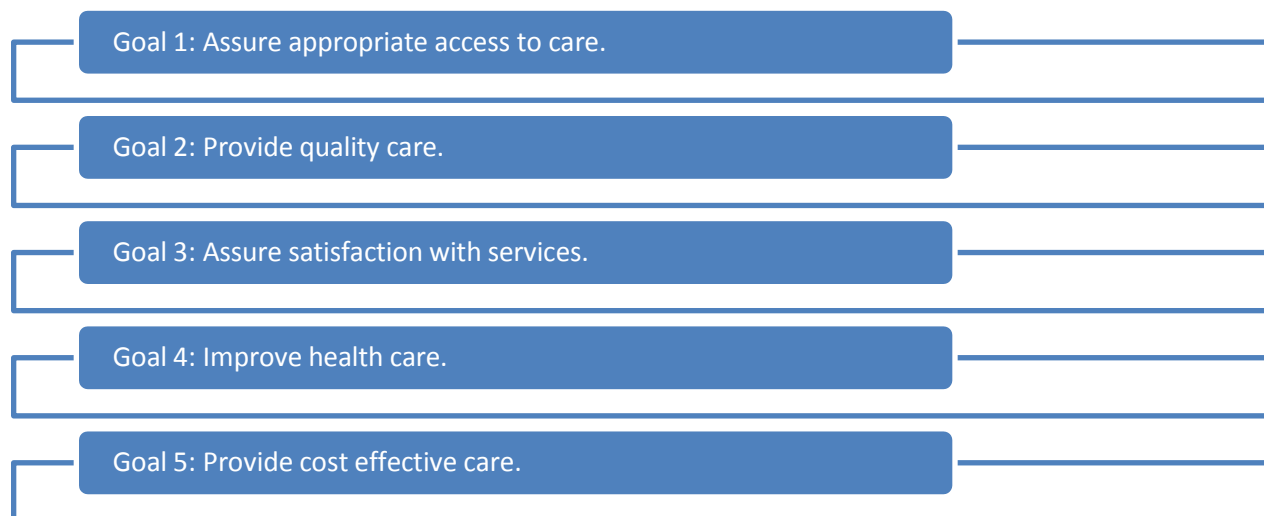 Goal 1: Assure appropriate access to care.
Goal 2: Provide quality care.
Goal 3: Assure satisfaction with services.
Goal 4: Improve health care.
Goal 5: Provide cost effective care.